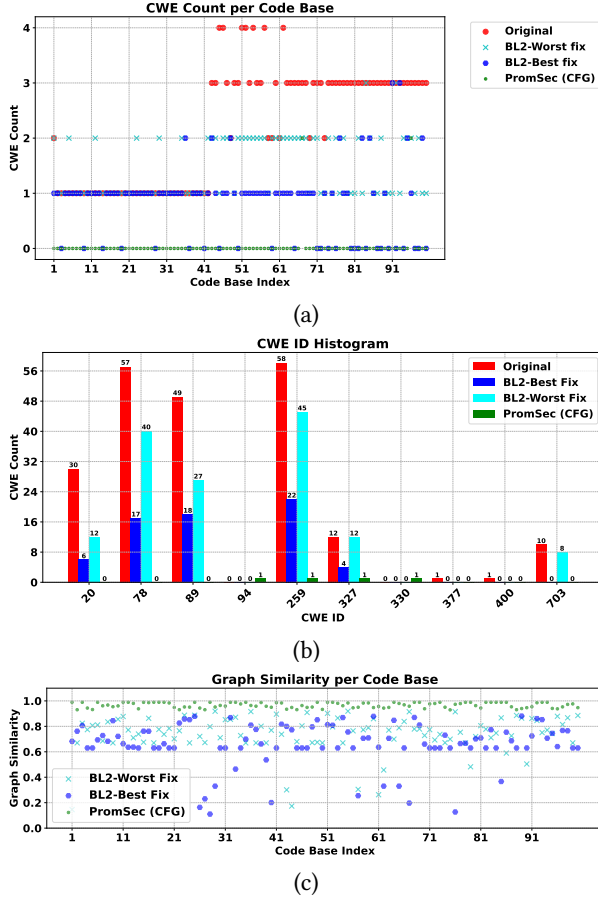 CWE Count per Code Base
4
3
2
1
0
CWE Count
1 11 21 31 41 51 61 71 81 91
Code Base Index
Original
BL2-Worst fix
BL2-Best fix
PromSec (CFG)
(a)
CWE ID Histogram
56
48
40
32
24
16
8
0
CWE Count
30 6 12 0
57 17 40 0
49 18 27 0
0 0 0 1
58 22 45 1
12 4 12 1
0 0 0 1
1 0 0 0
1 0 0 0
10 0 8 0
20 78 89 94 259 327 330 377 400 703
CWE ID
Original
BL2-Best Fix
BL2-Worst Fix
PromSec (CFG)
(b)
Graph Similarity per Code Base
1.0
0.8
0.6
0.4
0.2
0.0
Graph Similarity
BL2-Worst Fix
BL2-Best Fix
PromSec (CFG)
1 11 21 31 41 51 61 71 81 91
Code Base Index
(c)